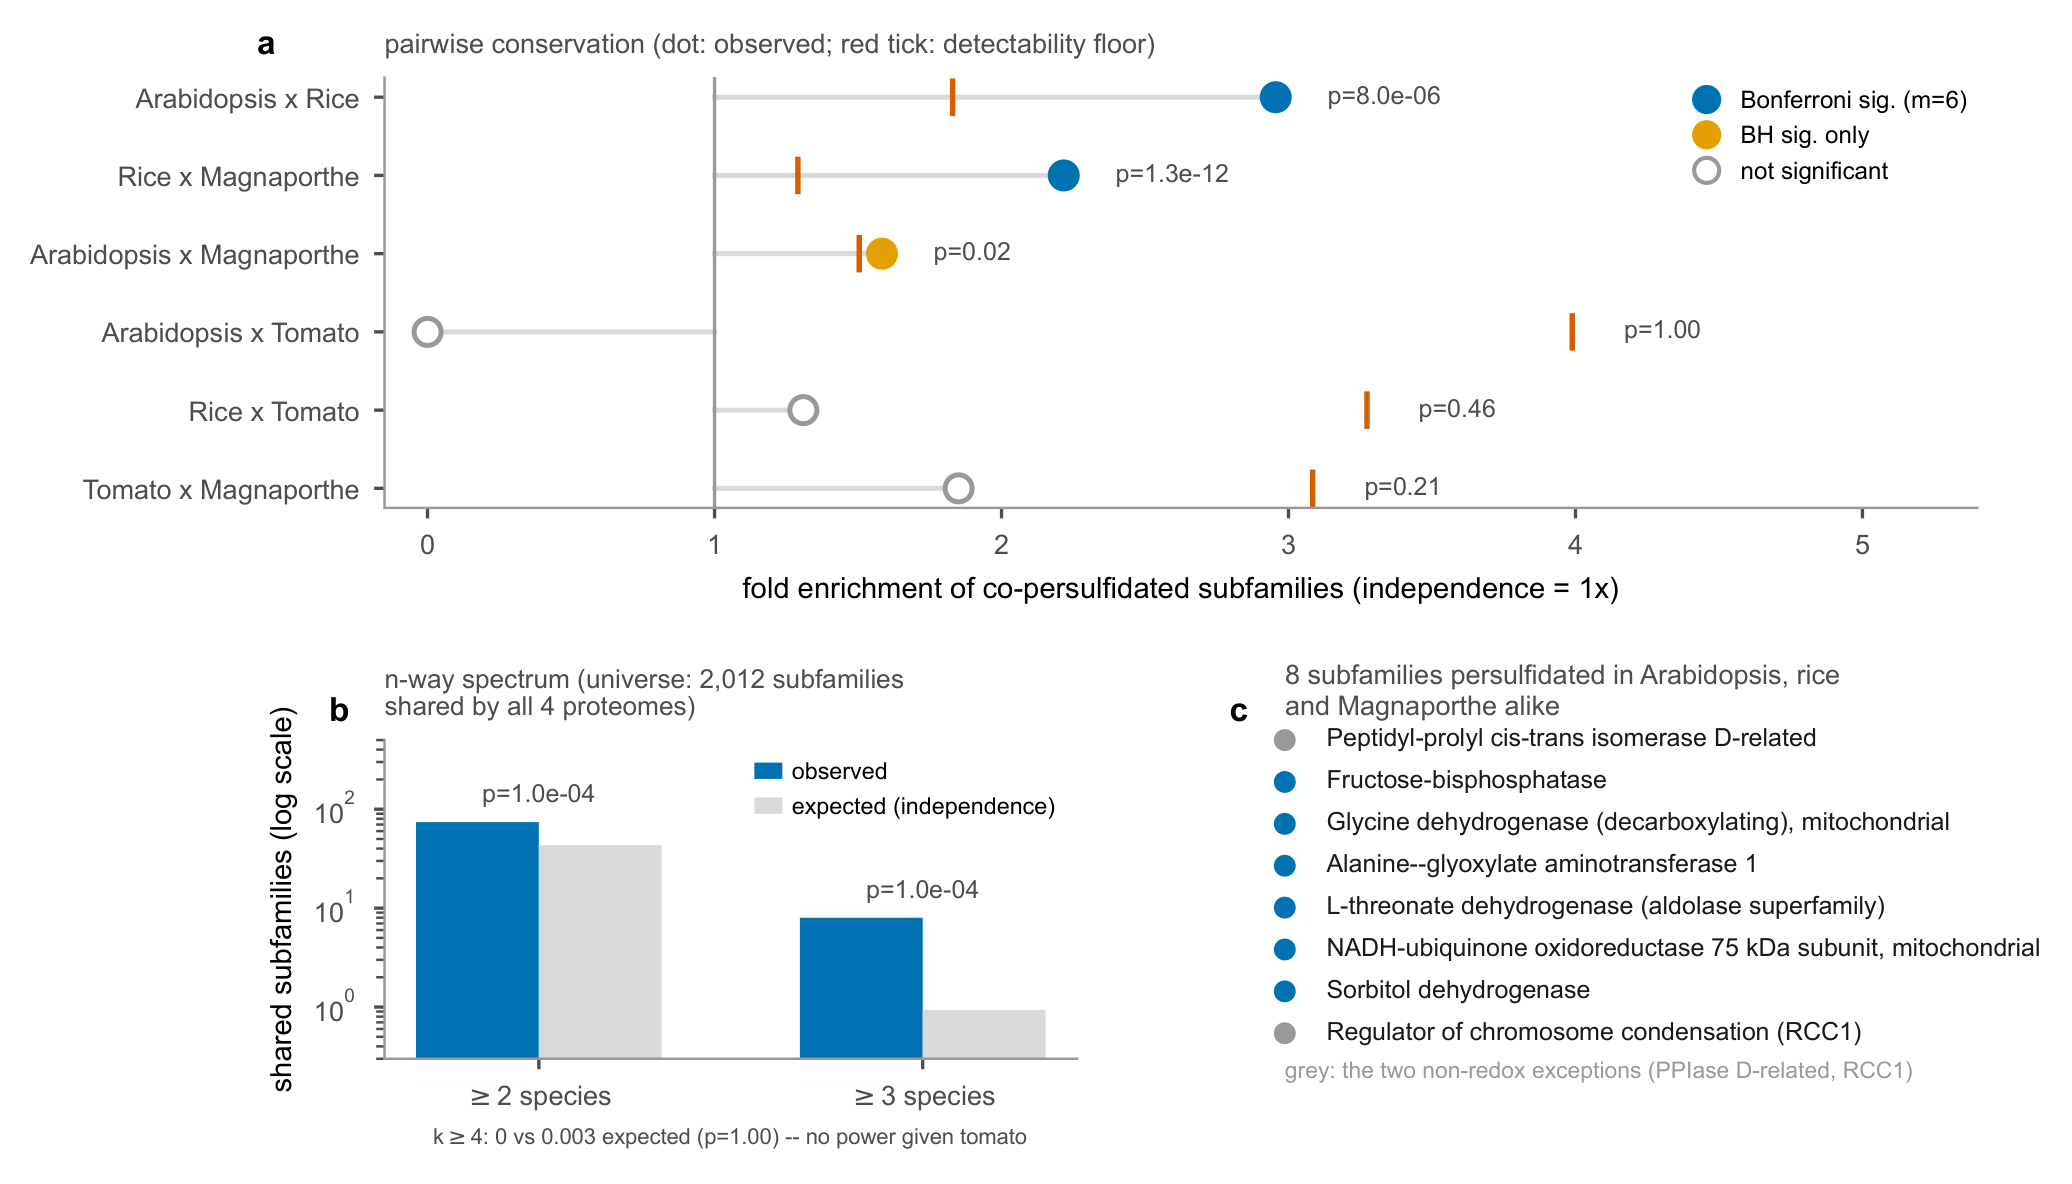 a
pairwise conservation (dot: observed; red tick: detectability floor)
Arabidopsis x Rice
p=8.0e-06
Rice x Magnaporthe
p=1.3e-12
Arabidopsis x Magnaporthe
p=0.02
Arabidopsis x Tomato
p=1.00
Rice x Tomato
p=0.46
Tomato x Magnaporthe
p=0.21
Bonferroni sig. (m=6)
BH sig. only
not significant
0 1 2 3 4 5
fold enrichment of co-persulfidated subfamilies (independence = 1x)
b
n-way spectrum (universe: 2,012 subfamilies
shared by all 4 proteomes)
shared subfamilies (log scale)
10²
10¹
10⁰
p=1.0e-04
p=1.0e-04
observed
expected (independence)
≥ 2 species
≥ 3 species
k ≥ 4: 0 vs 0.003 expected (p=1.00) -- no power given tomato
c
8 subfamilies persulfidated in Arabidopsis, rice
and Magnaporthe alike
Peptidyl-prolyl cis-trans isomerase D-related
Fructose-bisphosphatase
Glycine dehydrogenase (decarboxylating), mitochondrial
Alanine--glyoxylate aminotransferase 1
L-threonate dehydrogenase (aldolase superfamily)
NADH-ubiquinone oxidoreductase 75 kDa subunit, mitochondrial
Sorbitol dehydrogenase
Regulator of chromosome condensation (RCC1)
grey: the two non-redox exceptions (PPIase D-related, RCC1)